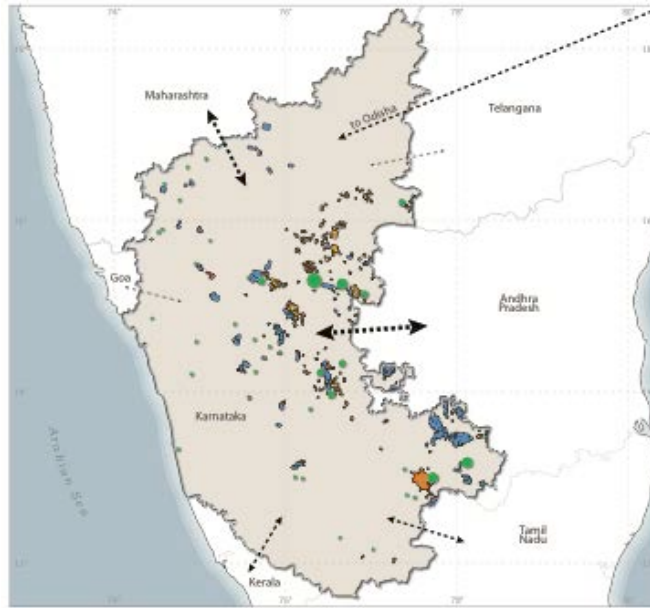 Maharashtra
to Odisha
Telangana
Goa
Andhra
Pradesh
Karnataka
Arabian Sea
Tamil
Nadu
Kerala